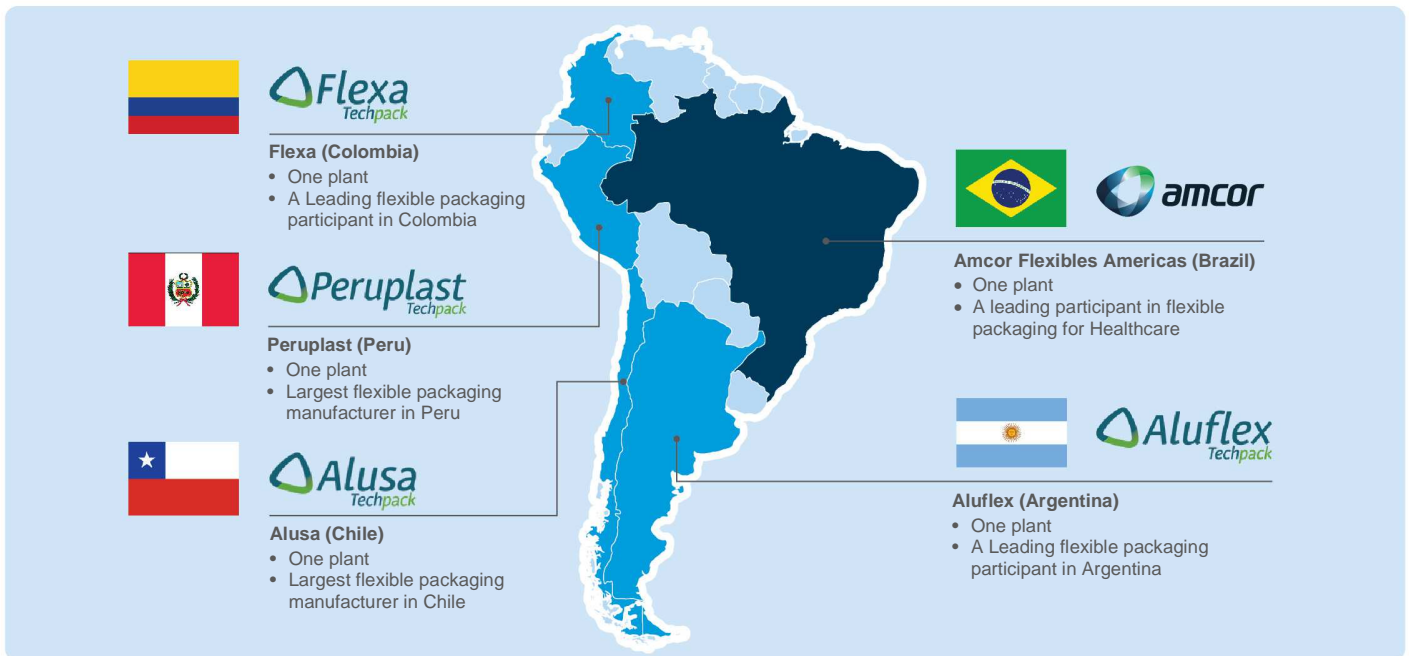 Flexa
Techpack
Flexa (Colombia)
• One plant
• A Leading flexible packaging
participant in Colombia
Peruplast
Techpack
Peruplast (Peru)
• One plant
• Largest flexible packaging
manufacturer in Peru
Alusa
Techpack
Alusa (Chile)
• One plant
• Largest flexible packaging
manufacturer in Chile
amcor
Amcor Flexibles Americas (Brazil)
• One plant
• A leading participant in flexible
packaging for Healthcare
Aluflex
Techpack
Aluflex (Argentina)
• One plant
• A Leading flexible packaging
participant in Argentina